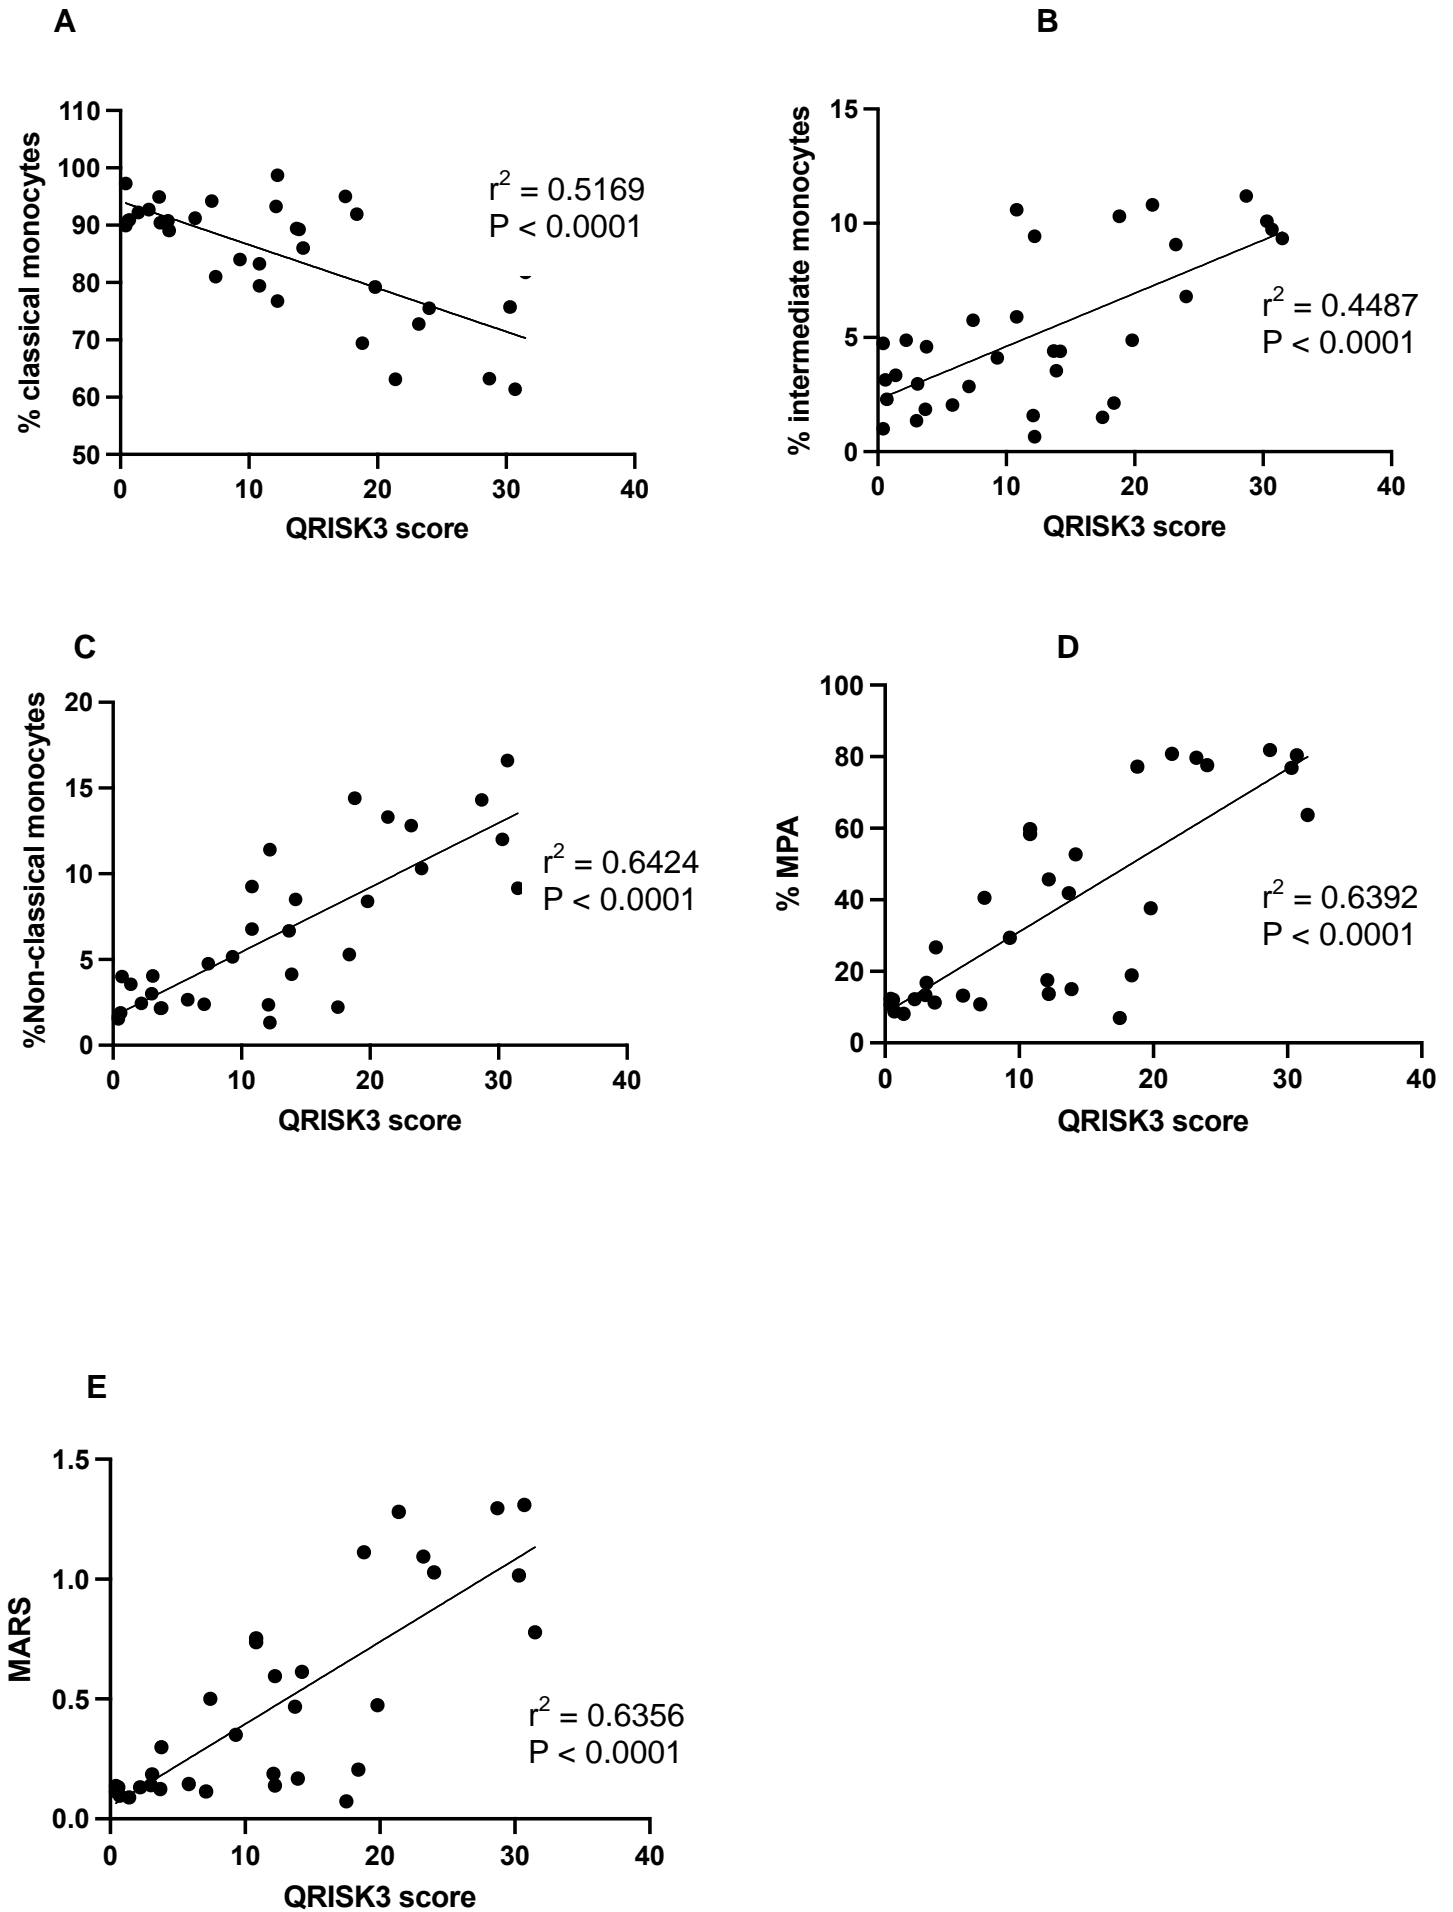 A
% classical monocytes
110
100
90
80
70
60
50
0 10 20 30 40
QRISK3 score
r² = 0.5169
P < 0.0001
B
% intermediate monocytes
15
10
5
0
0 10 20 30 40
QRISK3 score
r² = 0.4487
P < 0.0001
C
%Non-classical monocytes
20
15
10
5
0
0 10 20 30 40
QRISK3 score
r² = 0.6424
P < 0.0001
D
% MPA
100
80
60
40
20
0
0 10 20 30 40
QRISK3 score
r² = 0.6392
P < 0.0001
E
MARS
1.5
1.0
0.5
0.0
0 10 20 30 40
QRISK3 score
r² = 0.6356
P < 0.0001